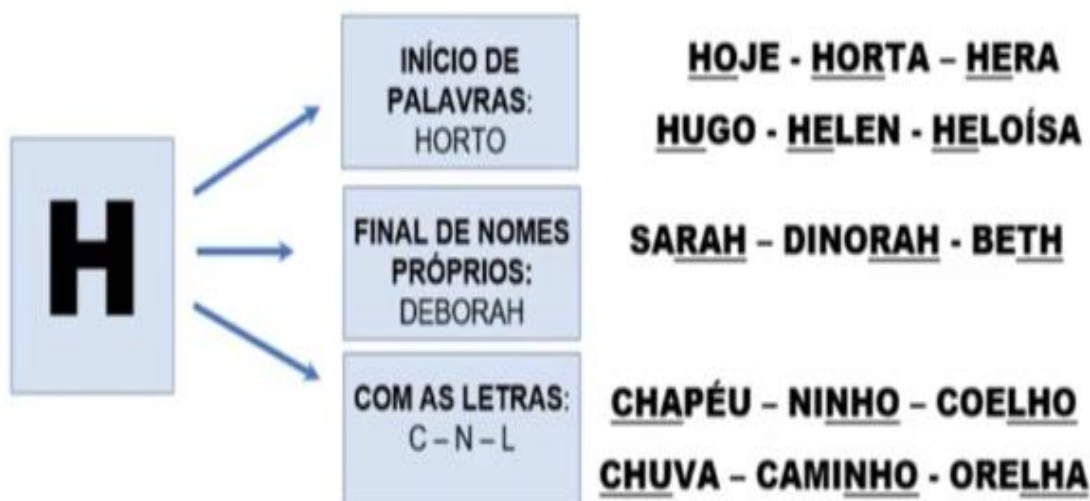 H
INÍCIO DE
PALAVRAS:
HORTO
HOJE - HORTA – HERA
HUGO - HELEN - HELOÍSA
FINAL DE NOMES
PRÓPRIOS:
DEBORAH
SARAH – DINORAH - BETH
COM AS LETRAS:
C – N – L
CHAPÉU – NINHO – COELHO
CHUVA – CAMINHO - ORELHA